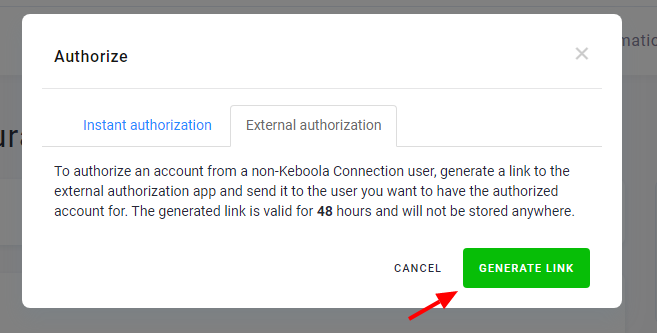 Authorize
Instant authorization
External authorization
To authorize an account from a non-Keboola Connection user, generate a link to the
external authorization app and send it to the user you want to have the authorized
account for. The generated link is valid for 48 hours and will not be stored anywhere.
CANCEL
GENERATE LINK